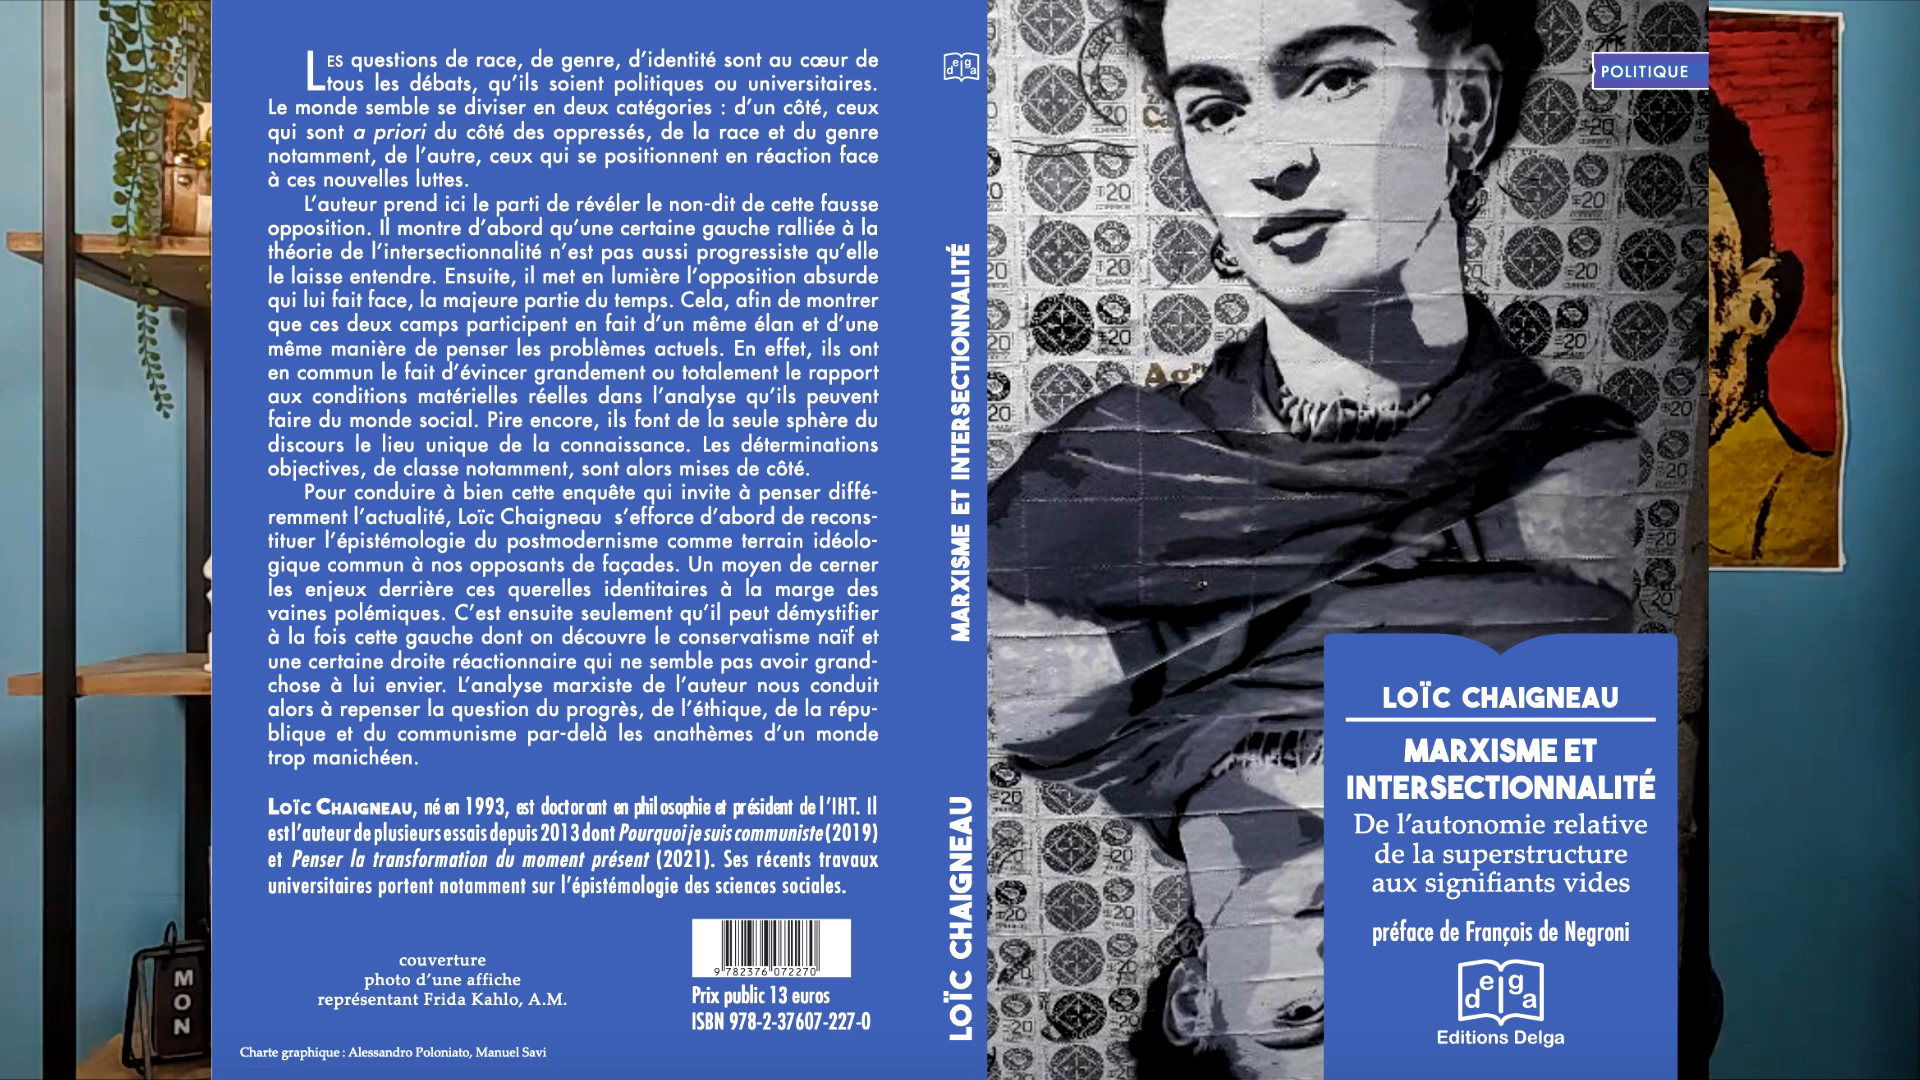 LES questions de race, de genre, d'identité sont au cœur de
tous les débats, qu'ils soient politiques ou universitaires.
Le monde semble se diviser en deux catégories : d'un côté, ceux
qui sont a priori du côté des oppressés, de la race et du genre
notamment, de l'autre, ceux qui se positionnent en réaction face
à ces nouvelles luttes.
L'auteur prend ici le parti de révéler le non-dit de cette fausse
opposition. Il montre d'abord qu'une certaine gauche ralliée à la
théorie de l'intersectionnalité n'est pas aussi progressiste qu'elle
le laisse entendre. Ensuite, il met en lumière l'opposition absurde
qui lui fait face, la majeure partie du temps. Cela, afin de montrer
que ces deux camps participent en fait d'un même élan et d'une
même manière de penser les problèmes actuels. En effet, ils ont
en commun le fait d'évincer grandement ou totalement le rapport
aux conditions matérielles réelles dans l'analyse qu'ils peuvent
faire du monde social. Pire encore, ils font de la seule sphère du
discours le lieu unique de la connaissance. Les déterminations
objectives, de classe notamment, sont alors mises de côté.
Pour conduire à bien cette enquête qui invite à penser diffé-
remment l'actualité, Loïc Chaigneau s'efforce d'abord de recons-
tituer l'épistémologie du postmodernisme comme terrain idéolo-
gique commun à nos opposants de façades. Un moyen de cerner
les enjeux derrière ces querelles identitaires à la marge des
vaines polémiques. C'est ensuite seulement qu'il peut démystifier
à la fois cette gauche dont on découvre le conservatisme naïf et
une certaine droite réactionnaire qui ne semble pas avoir grand-
chose à lui envier. L'analyse marxiste de l'auteur nous conduit
alors à repenser la question du progrès, de l'éthique, de la répu-
blique et du communisme par-delà les anathèmes d'un monde
trop manichéen.
LOÏC CHAIGNEAU, né en 1993, est doctorant en philosophie et président de l'IHT. Il
est l'auteur de plusieurs essais depuis 2013 dont Pourquoi je suis communiste (2019)
et Penser la transformation du moment présent (2021). Ses récents travaux
universitaires portent notamment sur l'épistémologie des sciences sociales.
couverture
photo d'une affiche
représentant Frida Kahlo, A.M.
9 782376 072270
Prix public 13 euros
ISBN 978-2-37607-227-0
Charte graphique : Alessandro Poloniato, Manuel Savi
delga
MARXISME ET INTERSECTIONNALITÉ
LOÏC CHAIGNEAU
POLITIQUE
LOÏC CHAIGNEAU
MARXISME ET
INTERSECTIONNALITÉ
De l'autonomie relative
de la superstructure
aux signifiants vides
préface de François de Negroni
delga
Editions Delga
MON